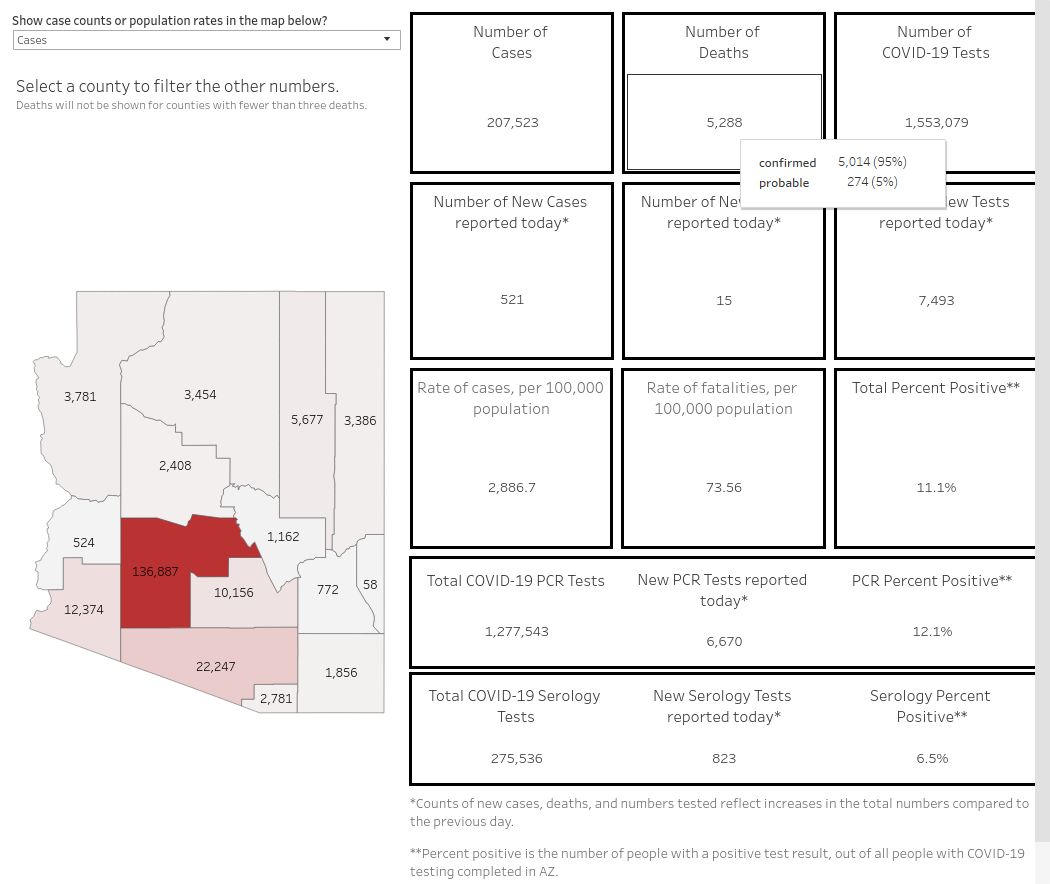 Show case counts or population rates in the map below?
Cases
Select a county to filter the other numbers.
Deaths will not be shown for counties with fewer than three deaths.
3,781
3,454
5,677
3,386
2,408
524
1,162
136,887
772
58
10,156
12,374
22,247
1,856
2,781
Number of
Cases
207,523
Number of
Deaths
5,288
Number of
COVID-19 Tests
1,553,079
confirmed 5,014 (95%)
probable 274 (5%)
Number of New Cases
reported today*
521
Number of Ne
reported today*
15
ew Tests
reported today*
7,493
Rate of cases, per 100,000
population
2,886.7
Rate of fatalities, per
100,000 population
73.56
Total Percent Positive**
11.1%
Total COVID-19 PCR Tests
1,277,543
New PCR Tests reported
today*
6,670
PCR Percent Positive**
12.1%
Total COVID-19 Serology
Tests
275,536
New Serology Tests
reported today*
823
Serology Percent
Positive**
6.5%
*Counts of new cases, deaths, and numbers tested reflect increases in the total numbers compared to
the previous day.
**Percent positive is the number of people with a positive test result, out of all people with COVID-19
testing completed in AZ.